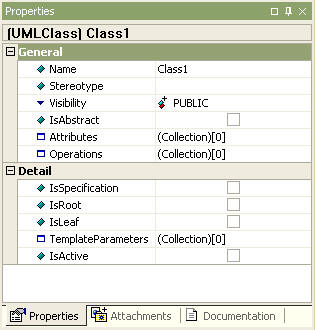 Properties
(UMLClass) Class1
General
Name Class1
Stereotype
Visibility PUBLIC
IsAbstract
Attributes (Collection)[0]
Operations (Collection)[0]
Detail
IsSpecification
IsRoot
IsLeaf
TemplateParameters (Collection)[0]
IsActive
Properties Attachments Documentation